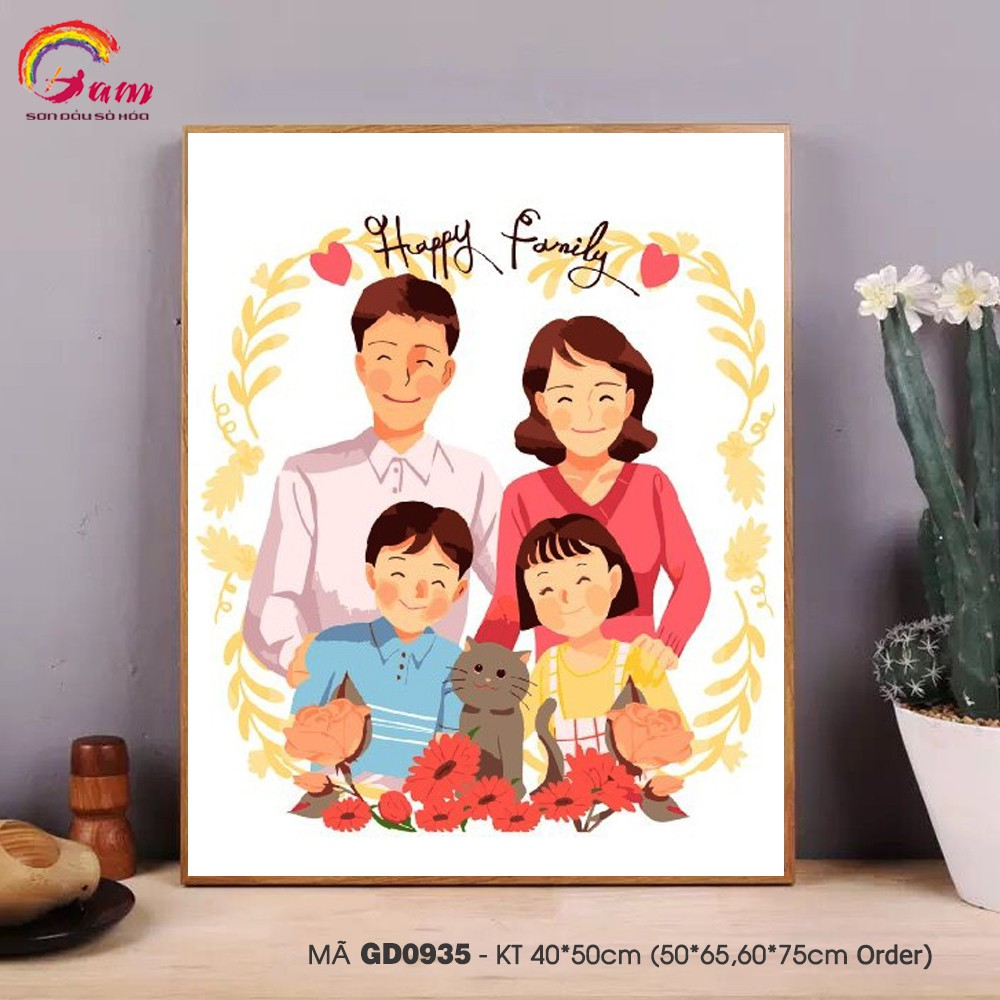 Gam
SƠN DẦU SỐ HÓA
Happy Family
MÃ GD0935 - KT 40*50cm (50*65,60*75cm Order)